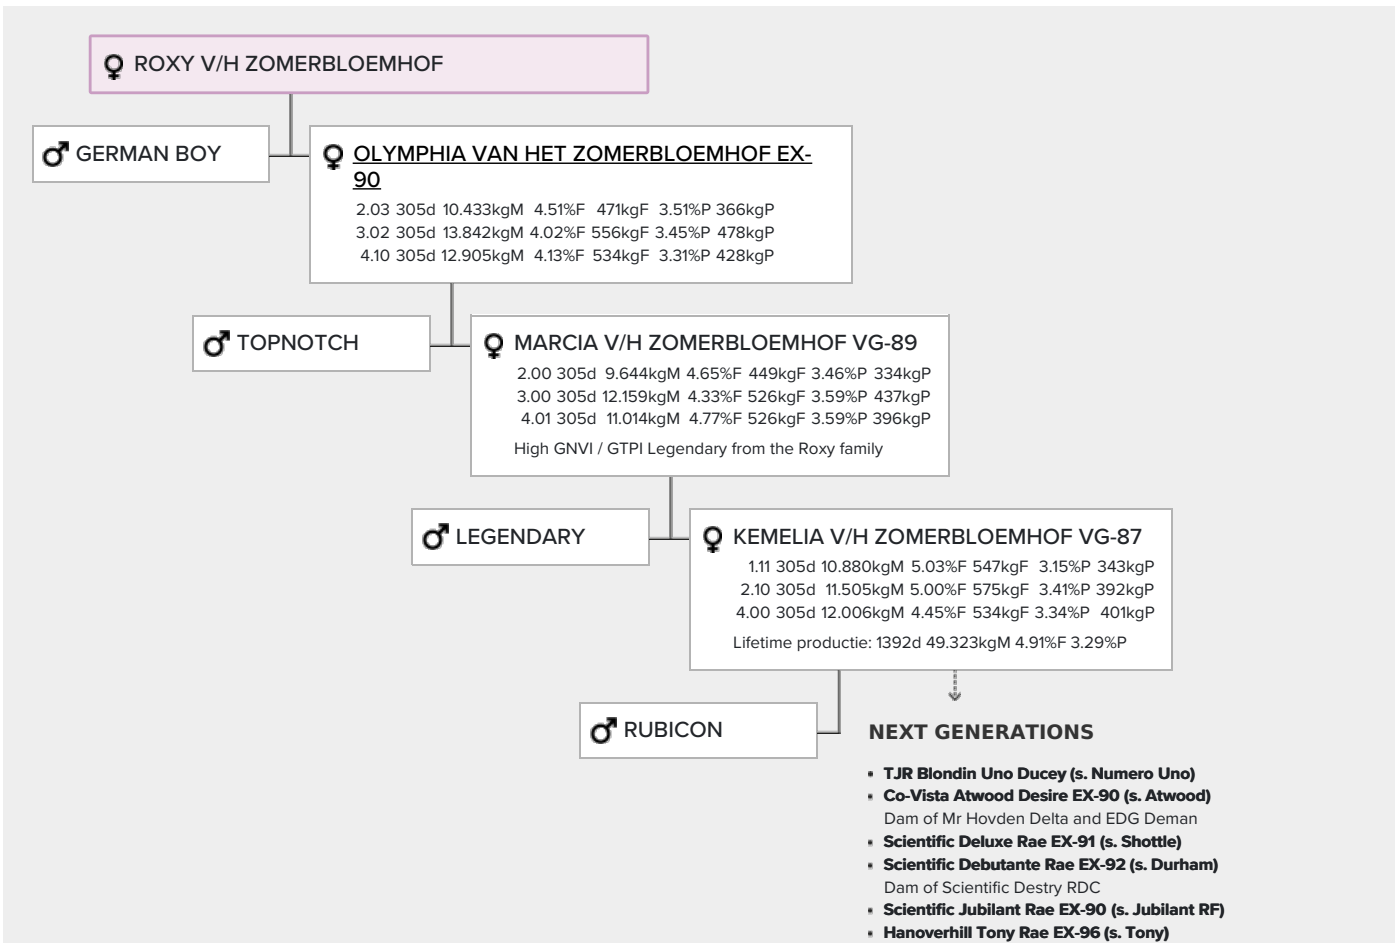 ROXY V/H ZOMERBLOEMHOF
GERMAN BOY
OLYMPHIA VAN HET ZOMERBLOEMHOF EX-
90
2.03 305d 10.433kgM 4.51%F 471kgF 3.51%P 366kgP
3.02 305d 13.842kgM 4.02%F 556kgF 3.45%P 478kgP
4.10 305d 12.905kgM 4.13%F 534kgF 3.31%P 428kgP
TOPNOTCH
MARCIA V/H ZOMERBLOEMHOF VG-89
2.00 305d 9.644kgM 4.65%F 449kgF 3.46%P 334kgP
3.00 305d 12.159kgM 4.33%F 526kgF 3.59%P 437kgP
4.01 305d 11.014kgM 4.77%F 526kgF 3.59%P 396kgP
High GNVI / GTPI Legendary from the Roxy family
LEGENDARY
KEMELIA V/H ZOMERBLOEMHOF VG-87
1.11 305d 10.880kgM 5.03%F 547kgF 3.15%P 343kgP
2.10 305d 11.505kgM 5.00%F 575kgF 3.41%P 392kgP
4.00 305d 12.006kgM 4.45%F 534kgF 3.34%P 401kgP
Lifetime productie: 1392d 49.323kgM 4.91%F 3.29%P
RUBICON
NEXT GENERATIONS
TJR Blondin Uno Ducey (s. Numero Uno)
Co-Vista Atwood Desire EX-90 (s. Atwood)
Dam of Mr Hovden Delta and EDG Deman
Scientific Deluxe Rae EX-91 (s. Shottle)
Scientific Debutante Rae EX-92 (s. Durham)
Dam of Scientific Destry RDC
Scientific Jubilant Rae EX-90 (s. Jubilant RF)
Hanoverhill Tony Rae EX-96 (s. Tony)